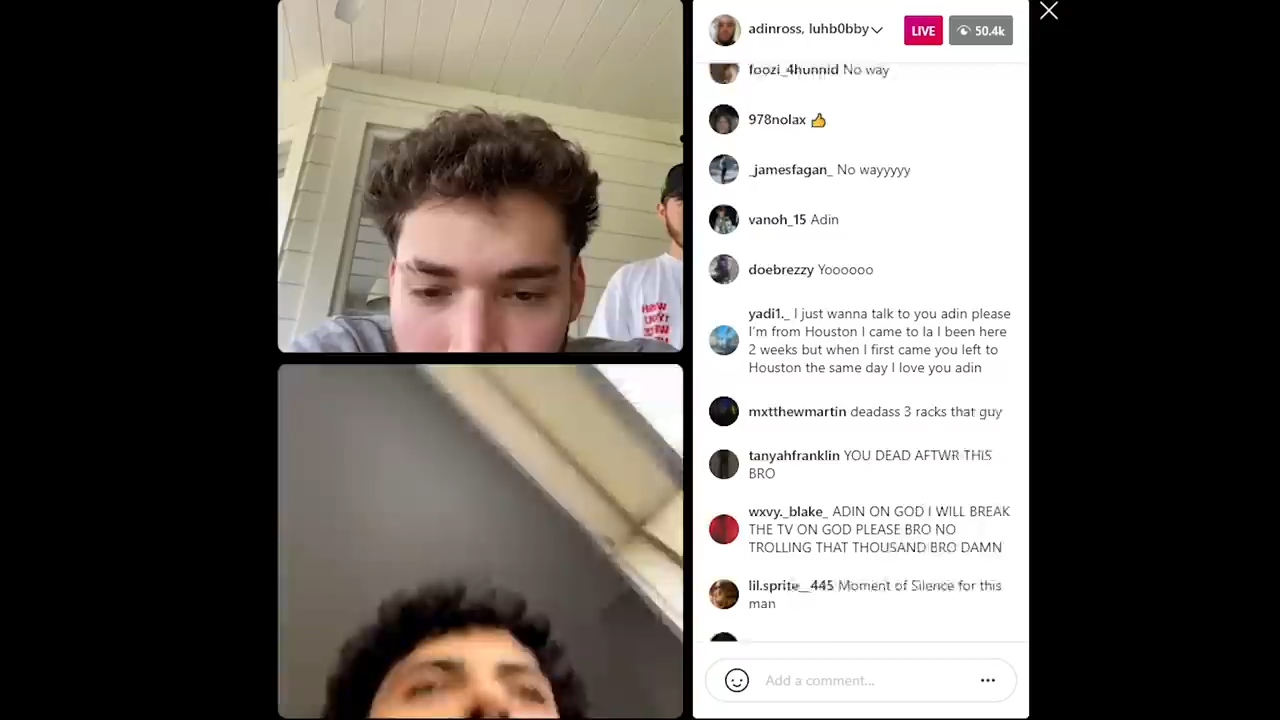 adinross, luhb0bby
LIVE
50.4k
foozi_4hunnid No way
978nolax 👍
_jamesfagan_ No wayyyyy
vanoh_15 Adin
doebrezzy Yoooooo
yadi1._ I just wanna talk to you adin please
I'm from Houston I came to la I been here
2 weeks but when I first came you left to
Houston the same day I love you adin
mxtthewmartin deadass 3 racks that guy
tanyahfranklin YOU DEAD AFTWR THIS
BRO
wxvy._blake_ ADIN ON GOD I WILL BREAK
THE TV ON GOD PLEASE BRO NO
TROLLING THAT THOUSAND BRO DAMN
lil.sprite__445 Moment of Silence for this
man
Add a comment...